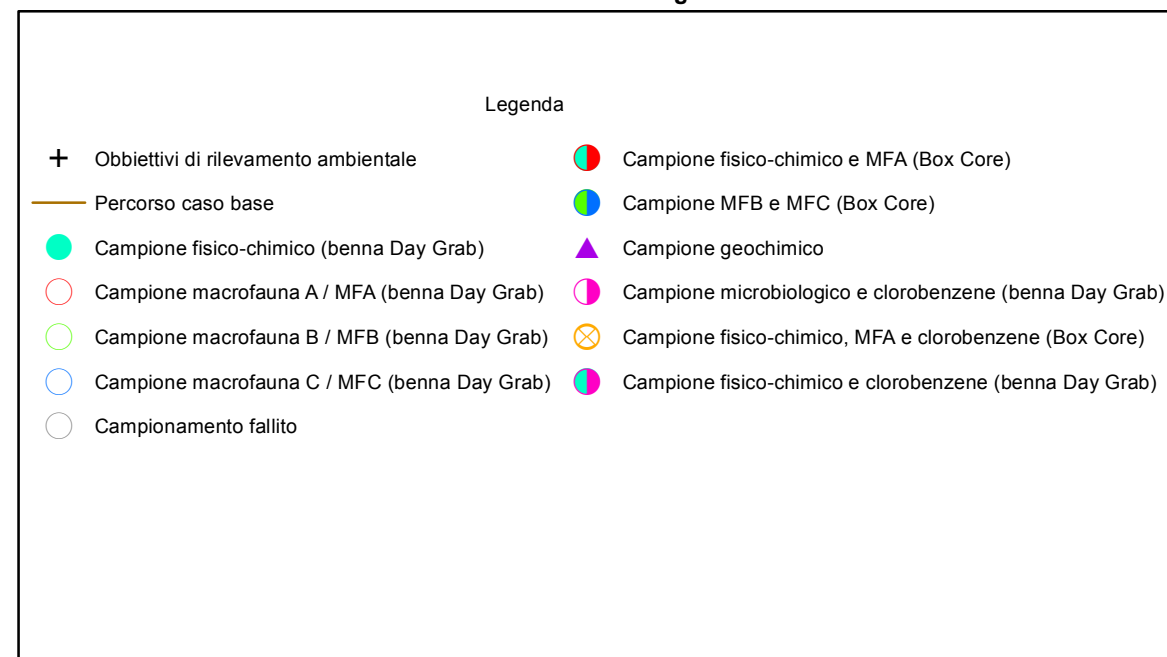 Legenda
Obbiettivi di rilevamento ambientale
Percorso caso base
Campione fisico-chimico (benna Day Grab)
Campione macrofauna A / MFA (benna Day Grab)
Campione macrofauna B / MFB (benna Day Grab)
Campione macrofauna C / MFC (benna Day Grab)
Campionamento fallito
Campione fisico-chimico e MFA (Box Core)
Campione MFB e MFC (Box Core)
Campione geochimico
Campione microbiologico e clorobenzene (benna Day Grab)
Campione fisico-chimico, MFA e clorobenzene (Box Core)
Campione fisico-chimico e clorobenzene (benna Day Grab)